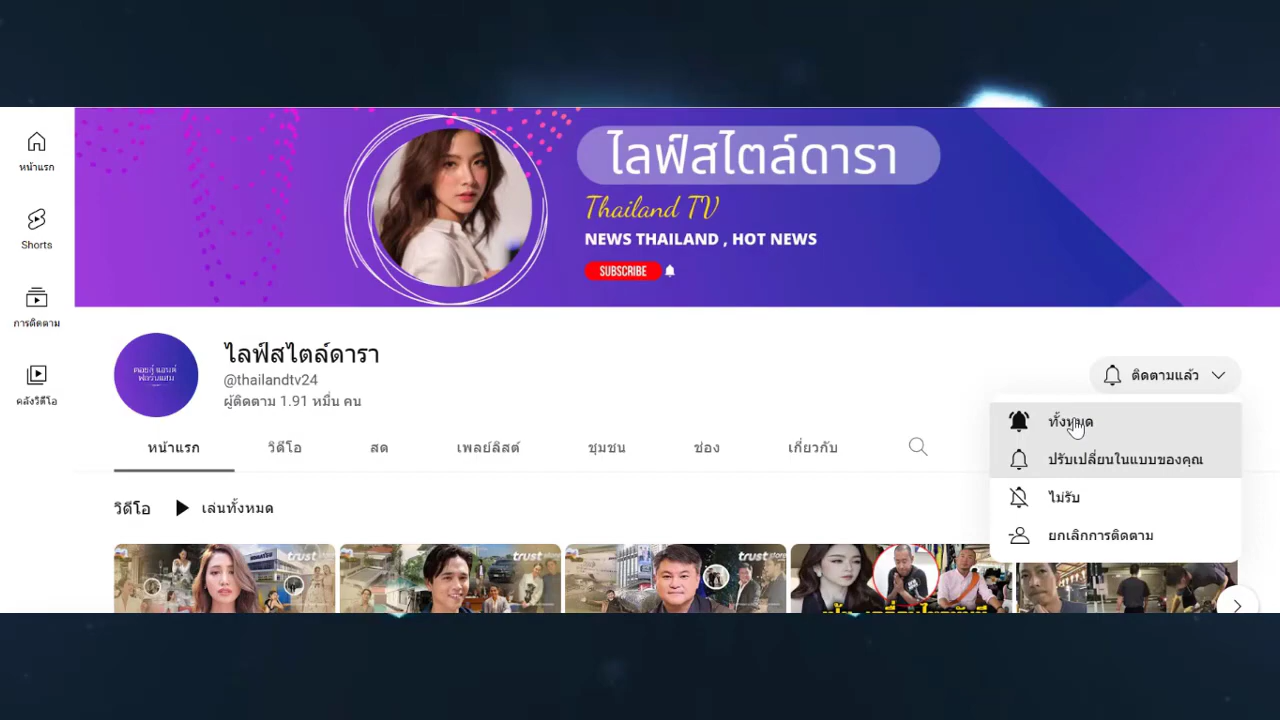 ไลฟ์สไตล์ดารา
Thailand TV
NEWS THAILAND , HOT NEWS
SUBSCRIBE
หน้าแรก
Shorts
การติดตาม
คลังวิดีโอ
ไลฟ์สไตล์ดารา
@thailandtv24
ผู้ติดตาม 1.91 หมื่น คน
ติดตามแล้ว
ทั้งหมด
ปรับเปลี่ยนในแบบของคุณ
ไม่รับ
ยกเลิกการติดตาม
หน้าแรก วิดีโอ สด เพลย์ลิสต์ ชุมชน ช่อง เกี่ยวกับ
วิดีโอ เล่นทั้งหมด
trust
store
trust
trust
store